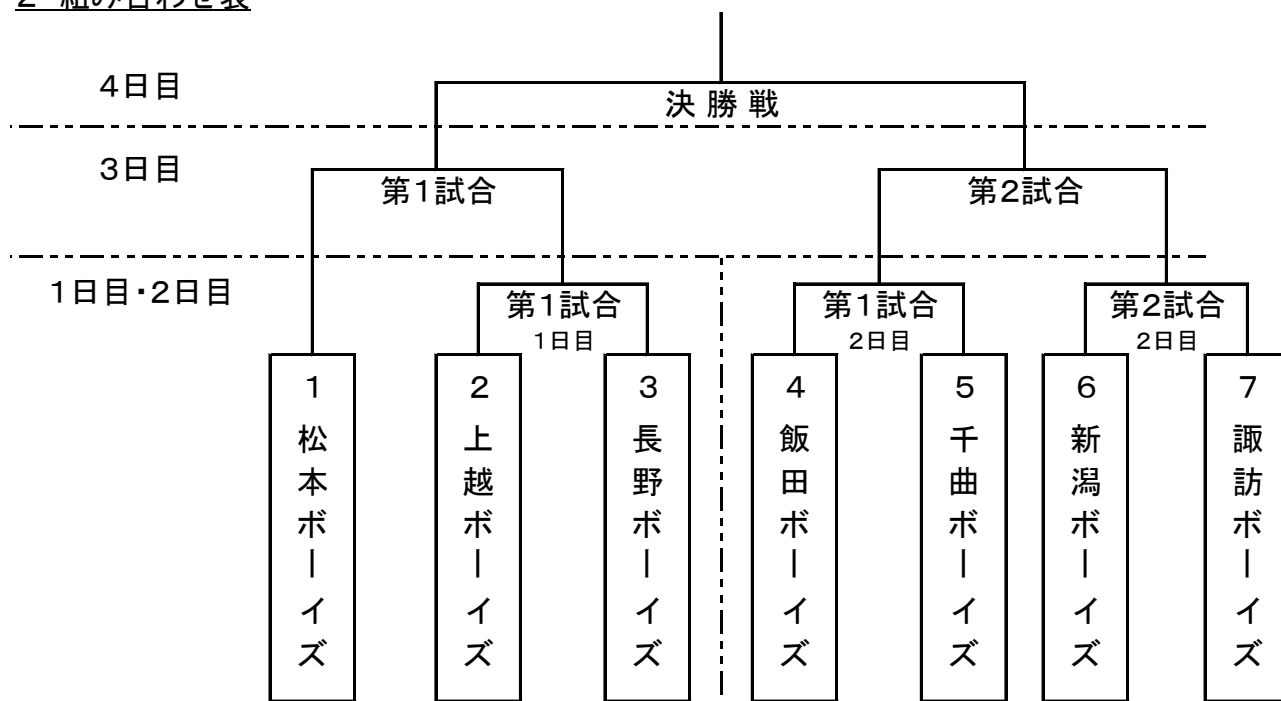 2 組み合わせ表
4日目
決勝戦
3日目
第1試合
第2試合
1日目・2日目
第1試合
1日目
第1試合
2日目
第2試合
2日目
1 松本ボーイズ
2 上越ボーイズ
3 長野ボーイズ
4 飯田ボーイズ
5 千曲ボーイズ
6 新潟ボーイズ
7 諏訪ボーイズ